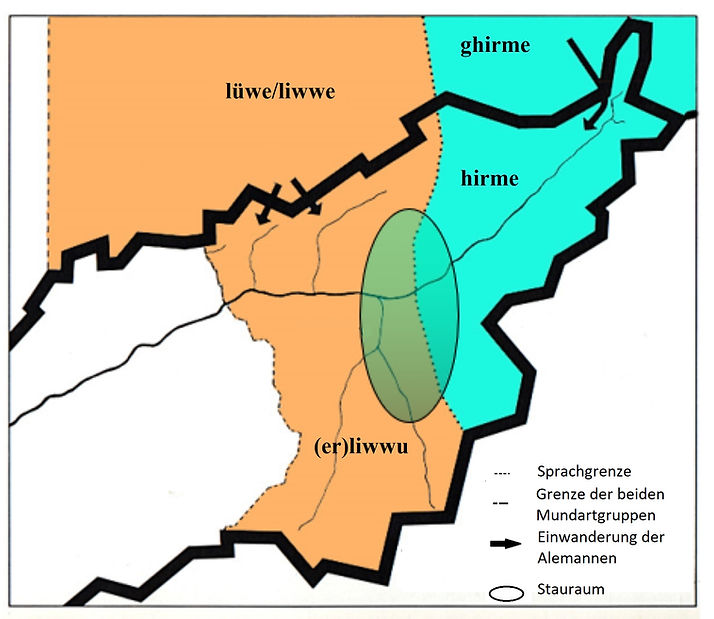 ghirme
lüwe/liwwe
hirme
(er)liwwu
Sprachgrenze
Grenze der beiden
Mundartgruppen
Einwanderung der
Alemannen
Stauraum